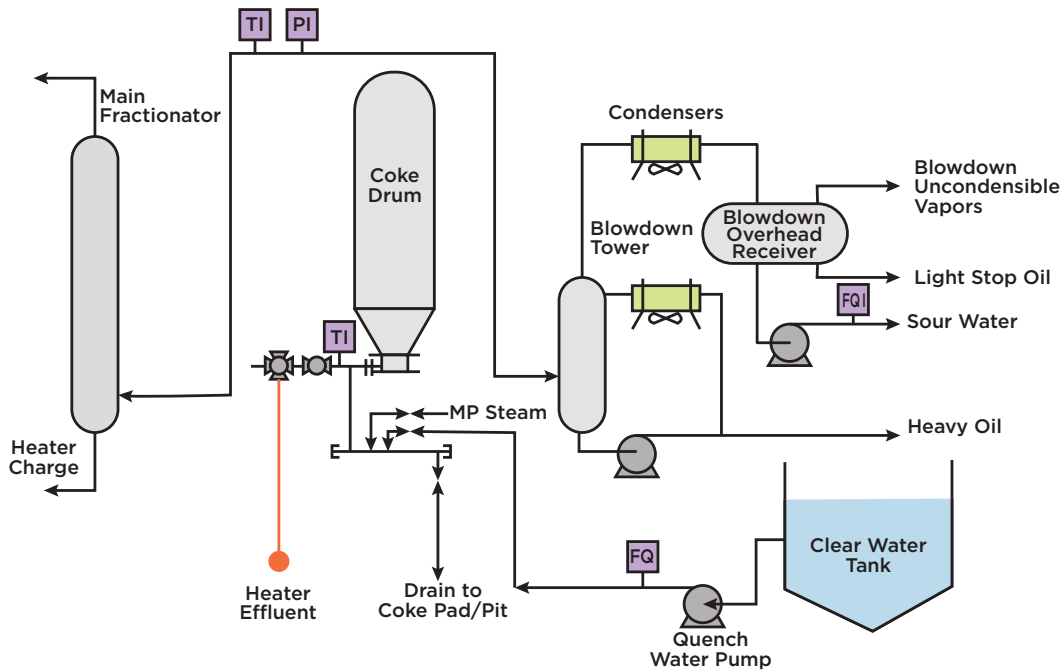 TI
PI
Main
Fractionator
Coke
Drum
Condensers
Blowdown
Uncondensible
Vapors
Blowdown
Overhead
Receiver
Blowdown
Tower
Light Stop Oil
FQI
Sour Water
TI
MP Steam
Heavy Oil
Heater
Charge
Clear Water
Tank
FQ
Heater
Effluent
Drain to
Coke Pad/Pit
Quench
Water Pump